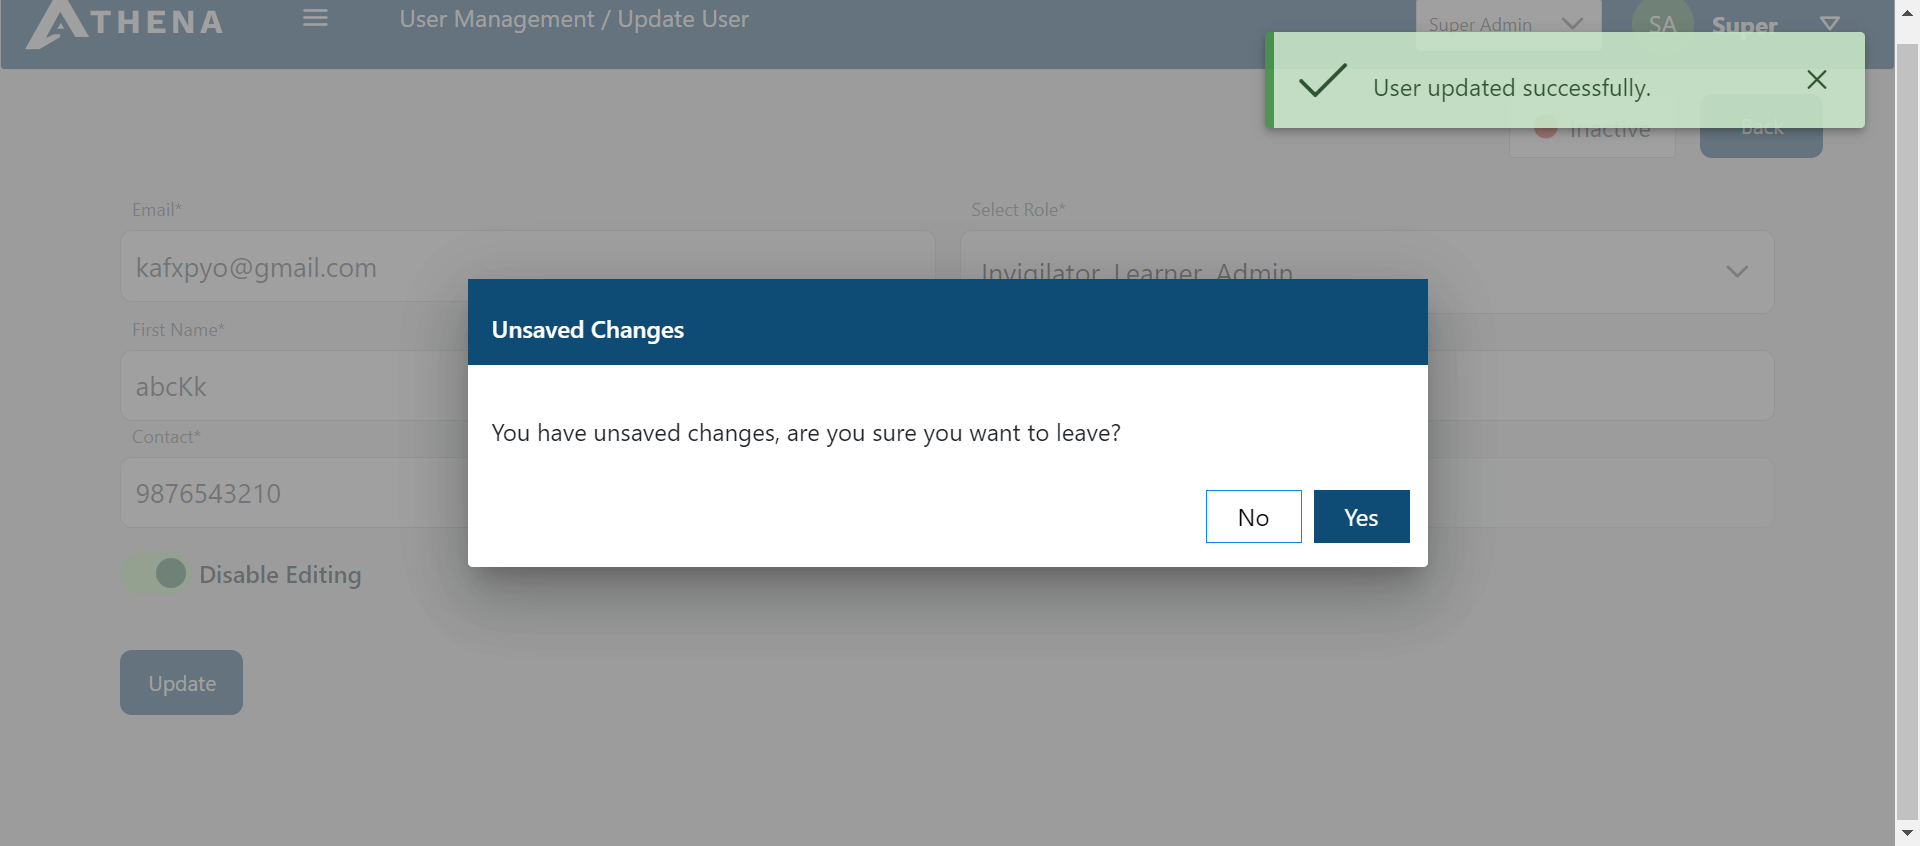 ATHENA
User Management / Update User
Super Admin
SA
Super
User updated successfully.
Inactive
Back
Email*
Select Role*
kafxpyo@gmail.com
Invigilator, Learner, Admin
First Name*
Unsaved Changes
abcKk
Contact*
You have unsaved changes, are you sure you want to leave?
9876543210
No
Yes
Disable Editing
Update